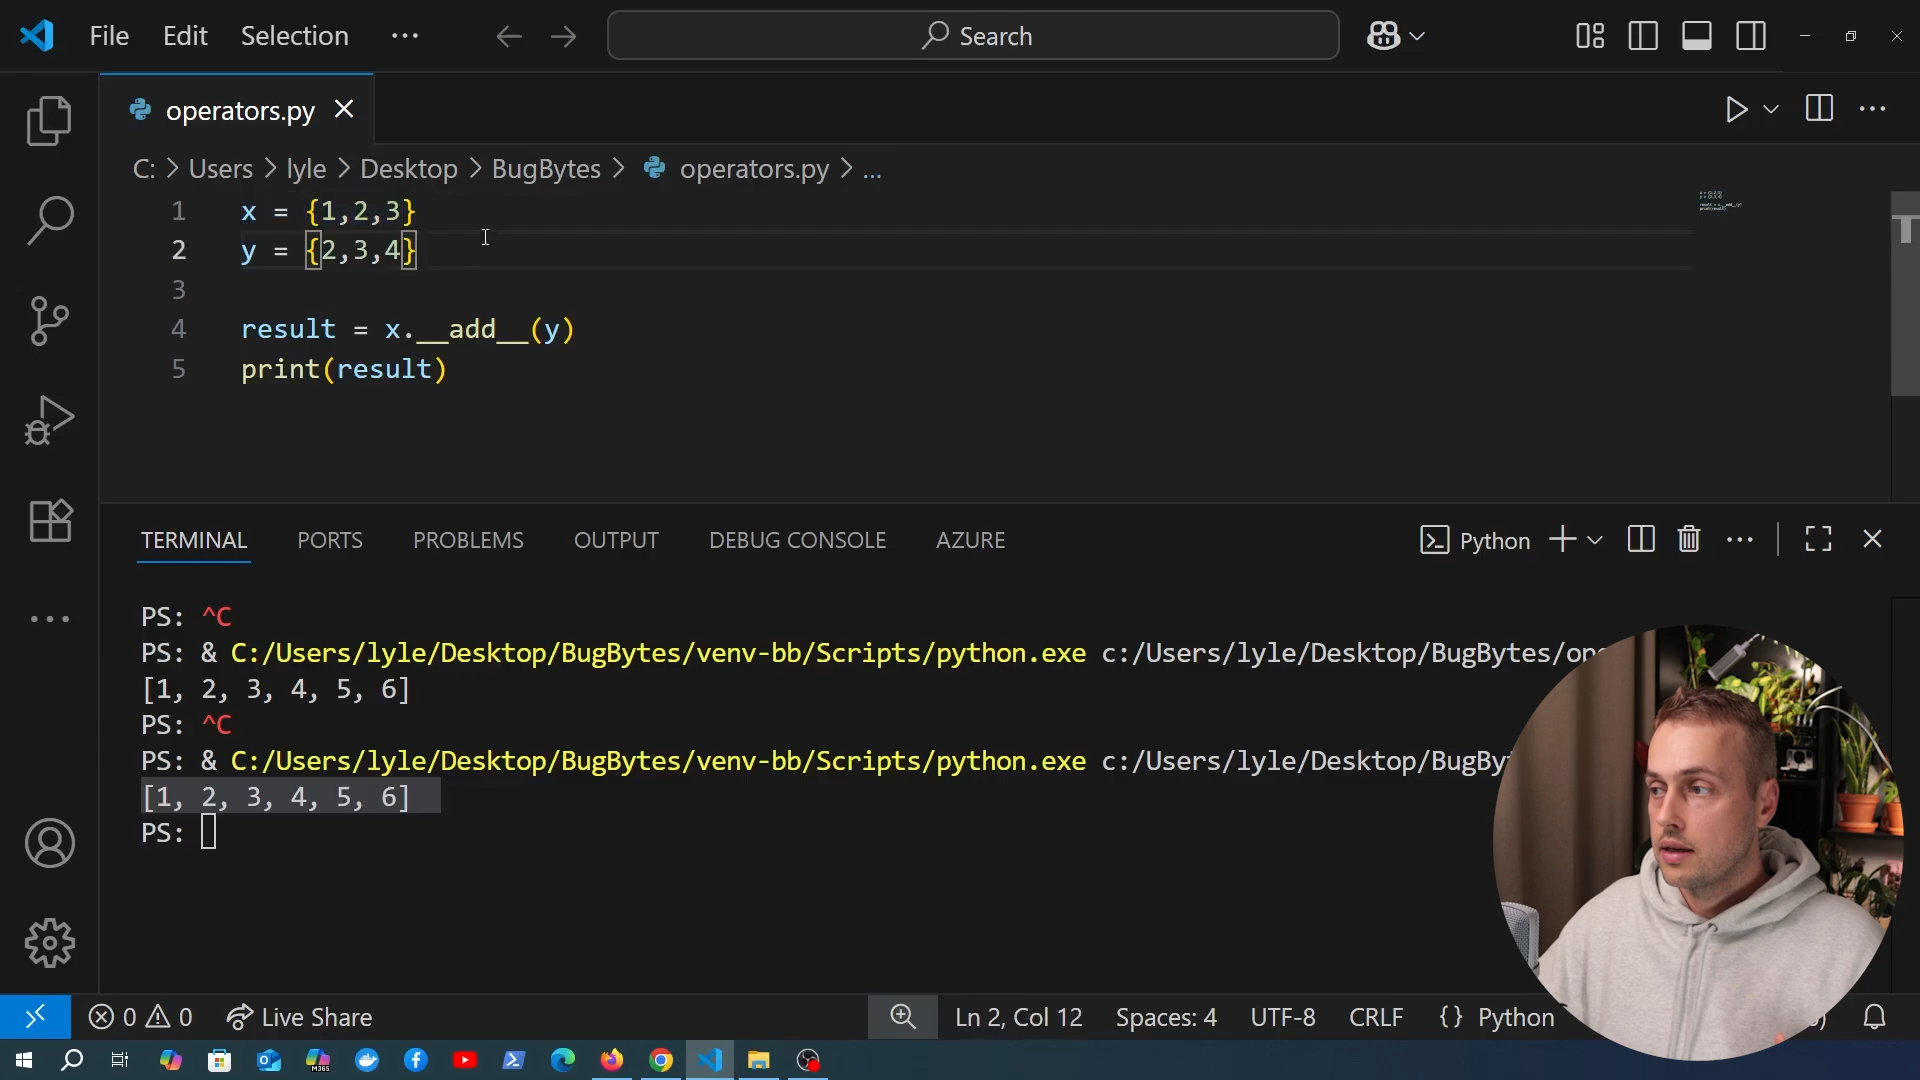 File Edit Selection ··· Search
operators.py
C: > Users > lyle > Desktop > BugBytes > operators.py > ...
1 x = {1,2,3}
2 y = {2,3,4}
3
4 result = x.__add__(y)
5 print(result)
TERMINAL PORTS PROBLEMS OUTPUT DEBUG CONSOLE AZURE Python
PS: ^C
PS: & C:/Users/lyle/Desktop/BugBytes/venv-bb/Scripts/python.exe c:/Users/lyle/Desktop/BugBytes/op
[1, 2, 3, 4, 5, 6]
PS: ^C
PS: & C:/Users/lyle/Desktop/BugBytes/venv-bb/Scripts/python.exe c:/Users/lyle/Desktop/BugBy
[1, 2, 3, 4, 5, 6]
PS:
0 0 Live Share Ln 2, Col 12 Spaces: 4 UTF-8 CRLF {} Python